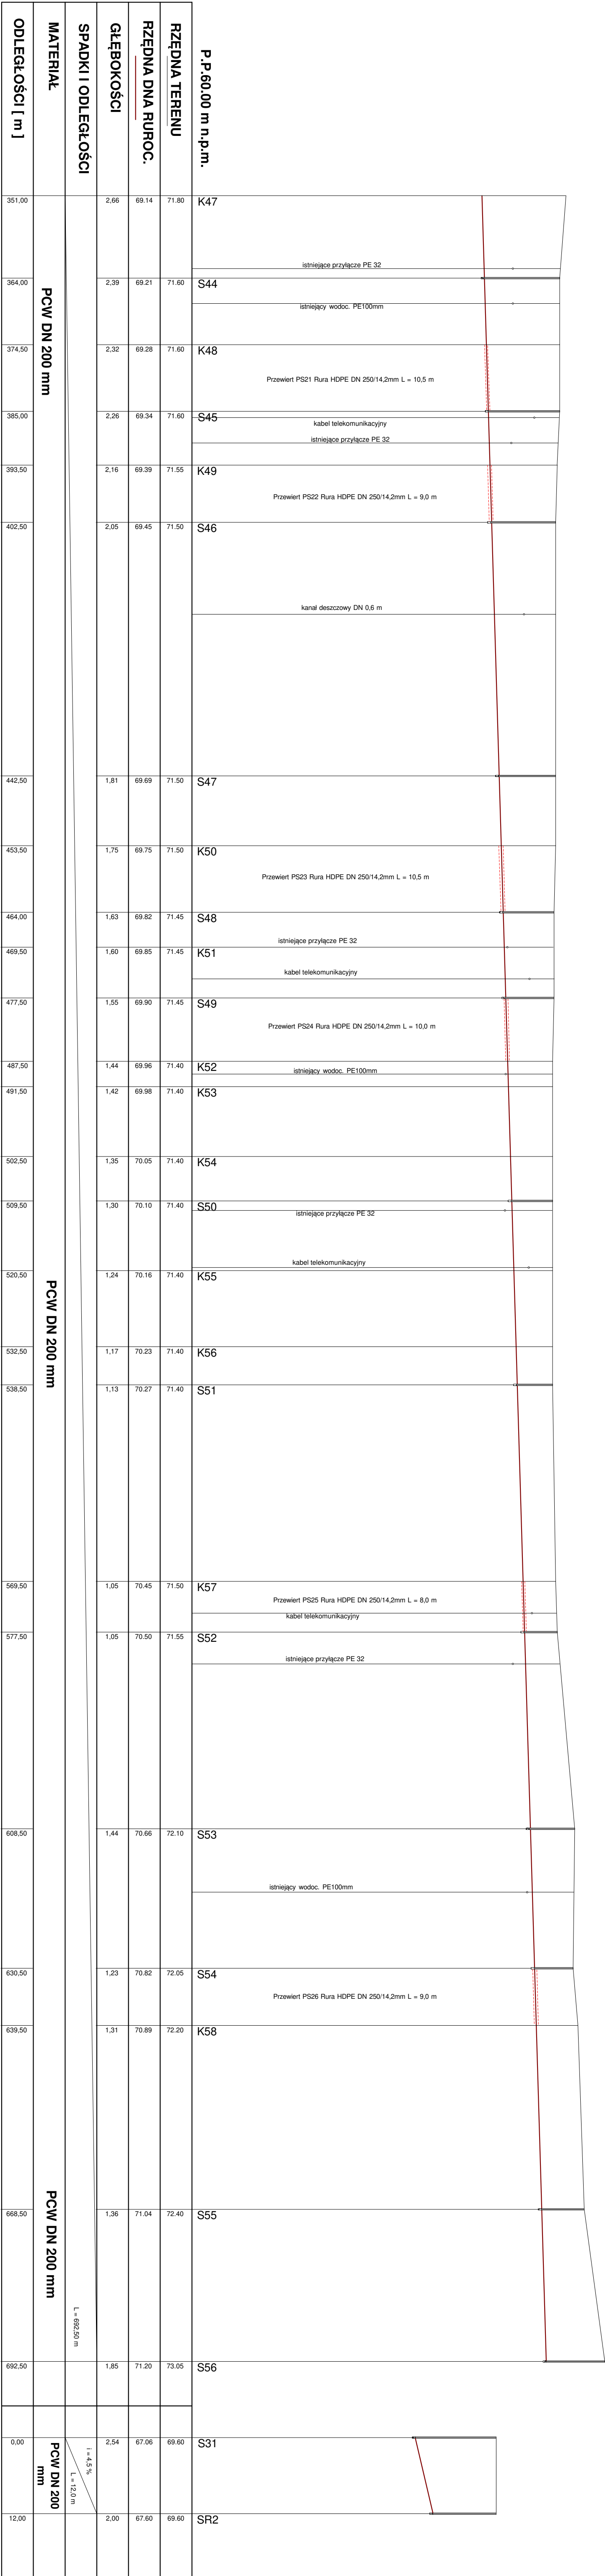 P.P.60.00 m n.p.m.
RZĘDNA TERENU
RZĘDNA DNA RUROC.
GŁĘBOKOŚCI
SPADKI I ODLEGŁOŚCI
MATERIAŁ
ODLEGŁOŚCI [ m ]
351,00 2,66 69.14 71.80 K47
istniejące przyłącze PE 32
364,00 2,39 69.21 71.60 S44
PCW DN 200 mm
istniejący wodoc. PE100mm
374,50 2,32 69.28 71.60 K48
Przewiert PS21 Rura HDPE DN 250/14,2mm L = 10,5 m
385,00 2,26 69.34 71.60 S45
kabel telekomunikacyjny
istniejące przyłącze PE 32
393,50 2,16 69.39 71.55 K49
Przewiert PS22 Rura HDPE DN 250/14,2mm L = 9,0 m
402,50 2,05 69.45 71.50 S46
kanał deszczowy DN 0,6 m
442,50 1,81 69.69 71.50 S47
453,50 1,75 69.75 71.50 K50
Przewiert PS23 Rura HDPE DN 250/14,2mm L = 10,5 m
464,00 1,63 69.82 71.45 S48
istniejące przyłącze PE 32
469,50 1,60 69.85 71.45 K51
kabel telekomunikacyjny
477,50 1,55 69.90 71.45 S49
Przewiert PS24 Rura HDPE DN 250/14,2mm L = 10,0 m
487,50 1,44 69.96 71.40 K52
istniejący wodoc. PE100mm
491,50 1,42 69.98 71.40 K53
502,50 1,35 70.05 71.40 K54
509,50 1,30 70.10 71.40 S50
istniejące przyłącze PE 32
kabel telekomunikacyjny
520,50 1,24 70.16 71.40 K55
PCW DN 200 mm
532,50 1,17 70.23 71.40 K56
538,50 1,13 70.27 71.40 S51
569,50 1,05 70.45 71.50 K57
Przewiert PS25 Rura HDPE DN 250/14,2mm L = 8,0 m
kabel telekomunikacyjny
577,50 1,05 70.50 71.55 S52
istniejące przyłącze PE 32
608,50 1,44 70.66 72.10 S53
istniejący wodoc. PE100mm
630,50 1,23 70.82 72.05 S54
Przewiert PS26 Rura HDPE DN 250/14,2mm L = 9,0 m
639,50 1,31 70.89 72.20 K58
PCW DN 200 mm
668,50 1,36 71.04 72.40 S55
L = 692,50 m
692,50 1,85 71.20 73.05 S56
0,00 2,54 67.06 69.60 S31
PCW DN 200
mm
i = 4,5 %
L = 12,0 m
12,00 2,00 67.60 69.60 SR2